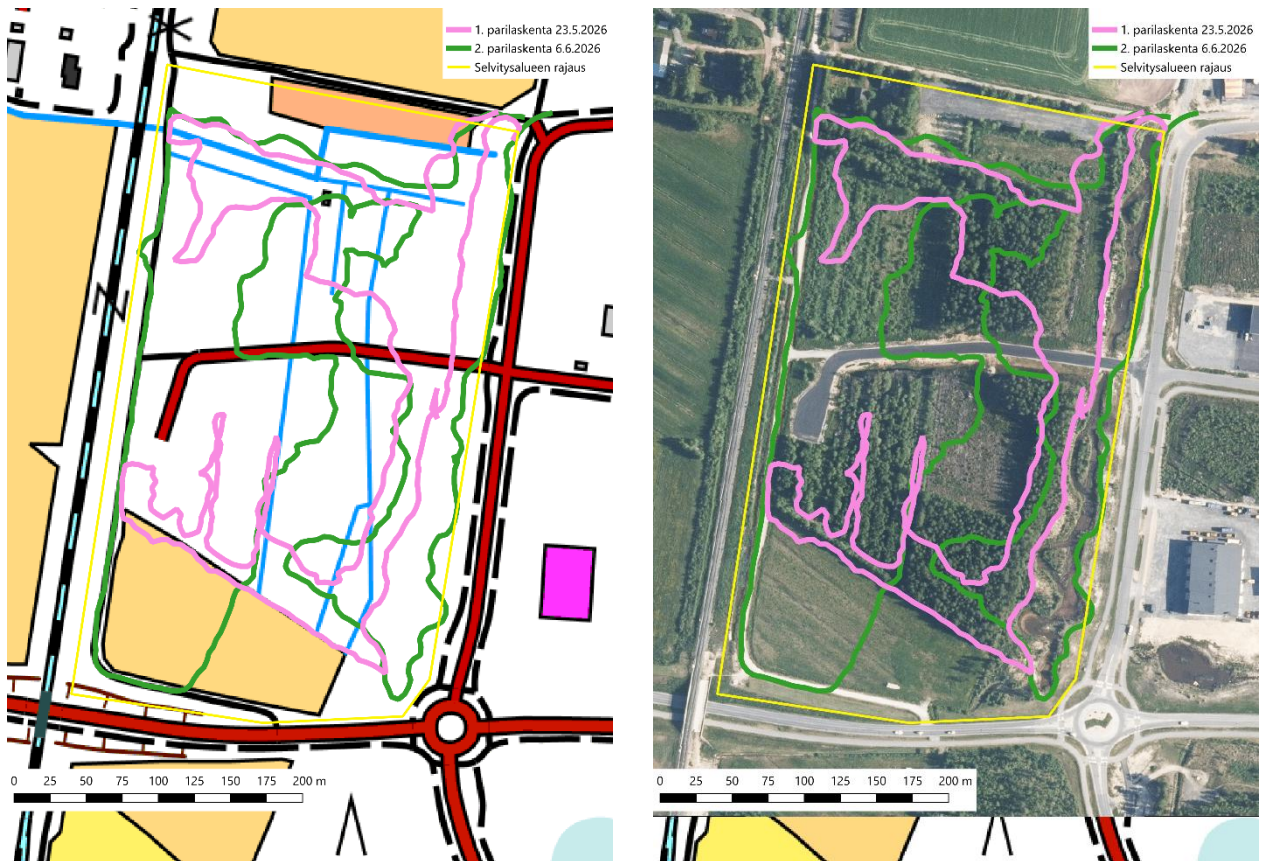 1. parilaskenta 23.5.2026
2. parilaskenta 6.6.2026
Selvitysalueen rajaus
0 25 50 75 100 125 150 175 200 m
1. parilaskenta 23.5.2026
2. parilaskenta 6.6.2026
Selvitysalueen rajaus
0 25 50 75 100 125 150 175 200 m